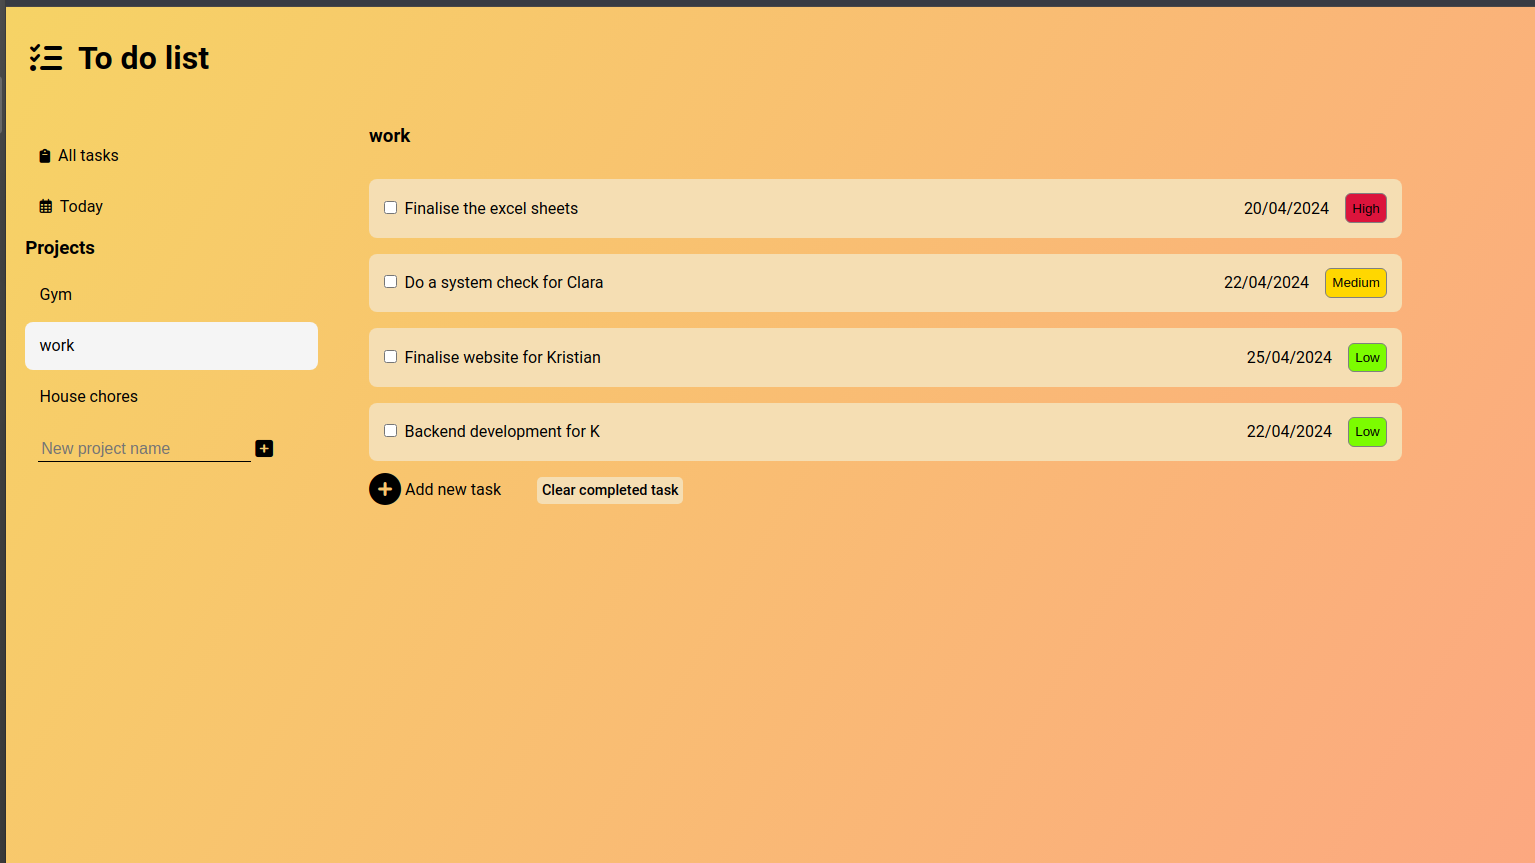 To do list
All tasks
Today
Projects
Gym
work
House chores
New project name
work
Finalise the excel sheets 20/04/2024 High
Do a system check for Clara 22/04/2024 Medium
Finalise website for Kristian 25/04/2024 Low
Backend development for K 22/04/2024 Low
Add new task Clear completed task